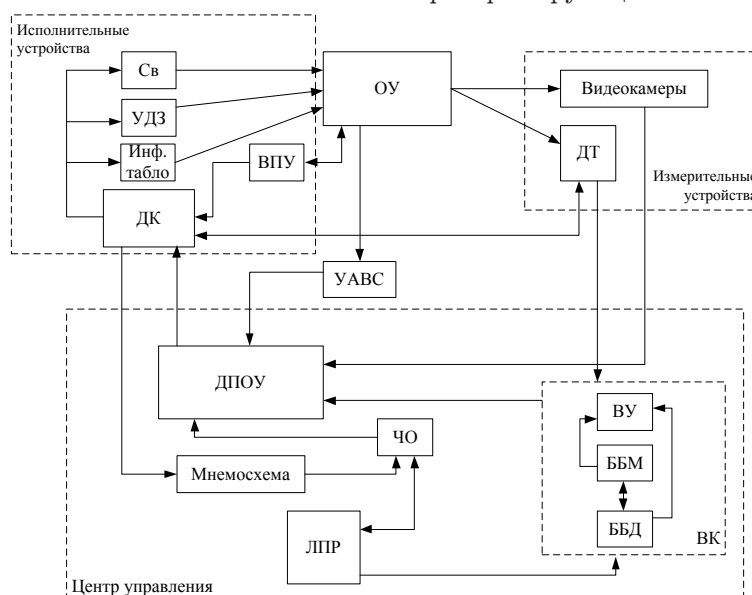 Исполнительные
устройства
Св
УДЗ
Инф.
табло
ДК
ВПУ
ОУ
УАВС
Видеокамеры
ДТ
Измерительные
устройства
ДПОУ
ЧО
Мнемосхема
ЛПР
ВУ
ББМ
ББД
ВК
Центр управления